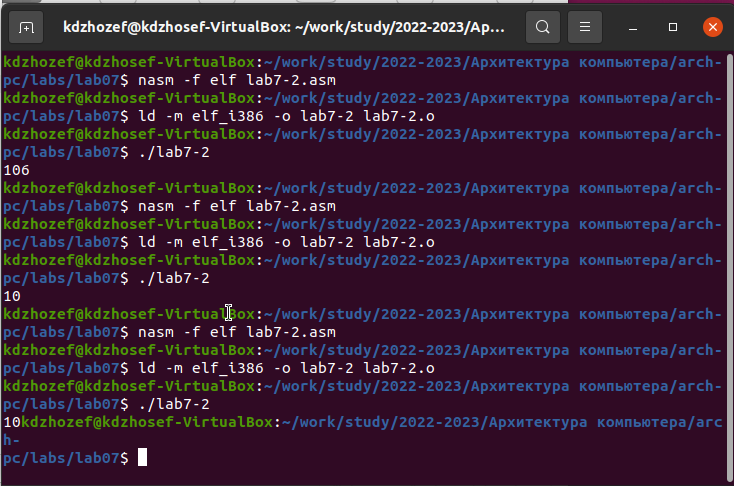 kdzhozef@kdzhosef-VirtualBox: ~/work/study/2022-2023/Ap...
kdzhozef@kdzhosef-VirtualBox:~/work/study/2022-2023/Архитектура компьютера/arch-
pc/labs/lab07$ nasm -f elf lab7-2.asm
kdzhozef@kdzhosef-VirtualBox:~/work/study/2022-2023/Архитектура компьютера/arch-
pc/labs/lab07$ ld -m elf_i386 -o lab7-2 lab7-2.o
kdzhozef@kdzhosef-VirtualBox:~/work/study/2022-2023/Архитектура компьютера/arch-
pc/labs/lab07$ ./lab7-2
106
kdzhozef@kdzhosef-VirtualBox:~/work/study/2022-2023/Архитектура компьютера/arch-
pc/labs/lab07$ nasm -f elf lab7-2.asm
kdzhozef@kdzhosef-VirtualBox:~/work/study/2022-2023/Архитектура компьютера/arch-
pc/labs/lab07$ ld -m elf_i386 -o lab7-2 lab7-2.o
kdzhozef@kdzhosef-VirtualBox:~/work/study/2022-2023/Архитектура компьютера/arch-
pc/labs/lab07$ ./lab7-2
10
kdzhozef@kdzhosef-VirtualBox:~/work/study/2022-2023/Архитектура компьютера/arch-
pc/labs/lab07$ nasm -f elf lab7-2.asm
kdzhozef@kdzhosef-VirtualBox:~/work/study/2022-2023/Архитектура компьютера/arch-
pc/labs/lab07$ ld -m elf_i386 -o lab7-2 lab7-2.o
kdzhozef@kdzhosef-VirtualBox:~/work/study/2022-2023/Архитектура компьютера/arch-
pc/labs/lab07$ ./lab7-2
10kdzhozef@kdzhosef-VirtualBox:~/work/study/2022-2023/Архитектура компьютера/arc
h-
pc/labs/lab07$